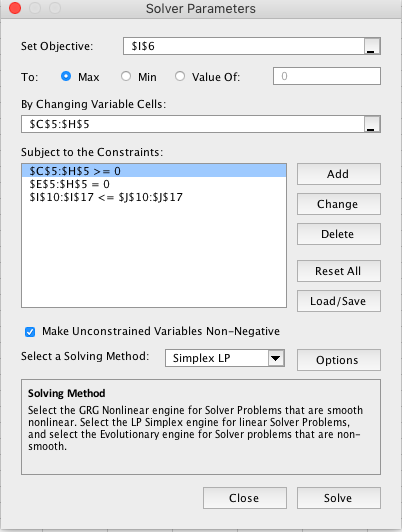 Solver Parameters
Set Objective: $I$6
To: Max Min Value Of: 0
By Changing Variable Cells:
$C$5:$H$5
Subject to the Constraints:
$C$5:$H$5 >= 0
$E$5:$H$5 = 0
$I$10:$I$17 <= $J$10:$J$17
Add
Change
Delete
Reset All
Load/Save
Make Unconstrained Variables Non-Negative
Select a Solving Method: Simplex LP Options
Solving Method
Select the GRG Nonlinear engine for Solver Problems that are smooth
nonlinear. Select the LP Simplex engine for linear Solver Problems,
and select the Evolutionary engine for Solver problems that are non-
smooth.
Close Solve